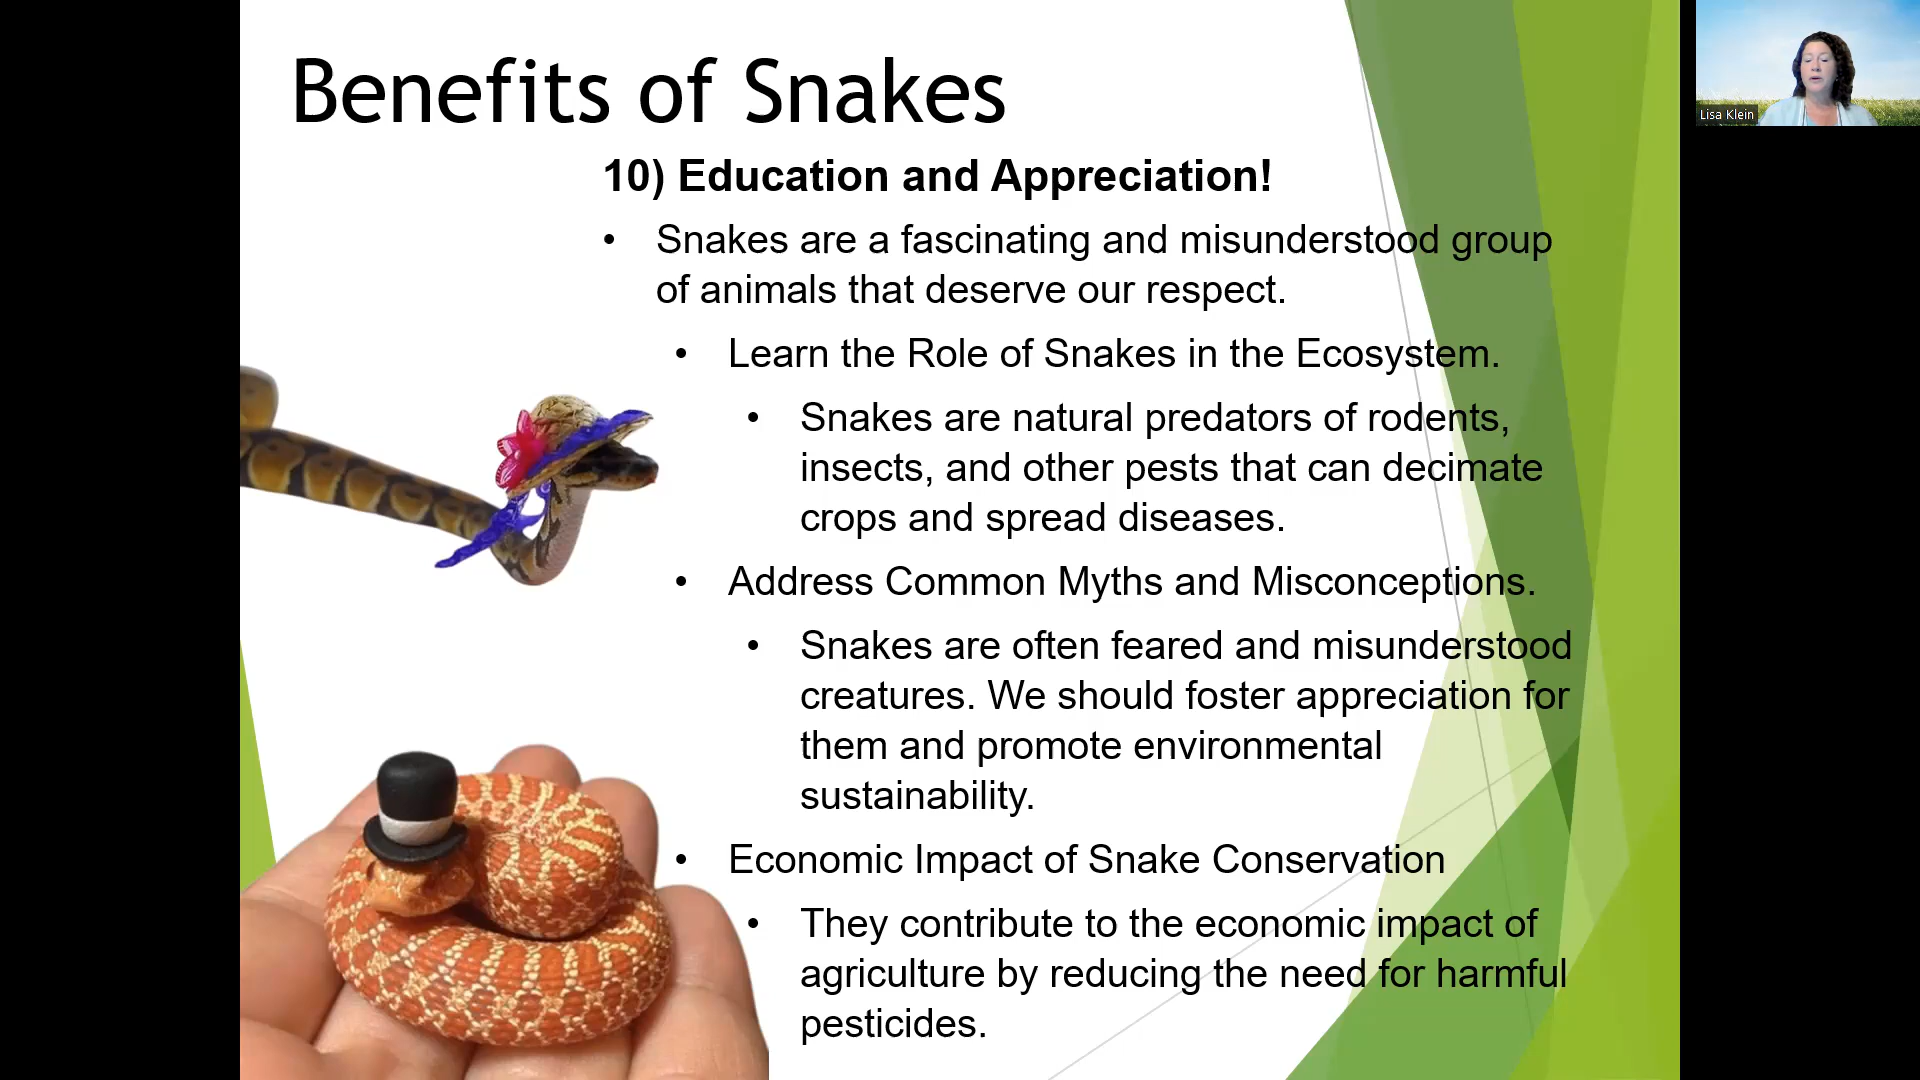 Benefits of Snakes
Lisa Klein
10) Education and Appreciation!
• Snakes are a fascinating and misunderstood group
of animals that deserve our respect.
• Learn the Role of Snakes in the Ecosystem.
• Snakes are natural predators of rodents,
insects, and other pests that can decimate
crops and spread diseases.
• Address Common Myths and Misconceptions.
• Snakes are often feared and misunderstood
creatures. We should foster appreciation for
them and promote environmental
sustainability.
• Economic Impact of Snake Conservation
• They contribute to the economic impact of
agriculture by reducing the need for harmful
pesticides.